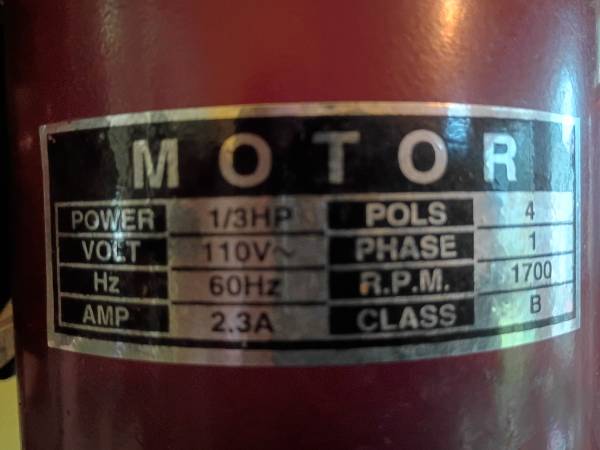 MOTOR
POWER 1/3HP POLS 4
VOLT 110V~ PHASE 1
Hz 60Hz R.P.M. 1700
AMP 2.3A CLASS B